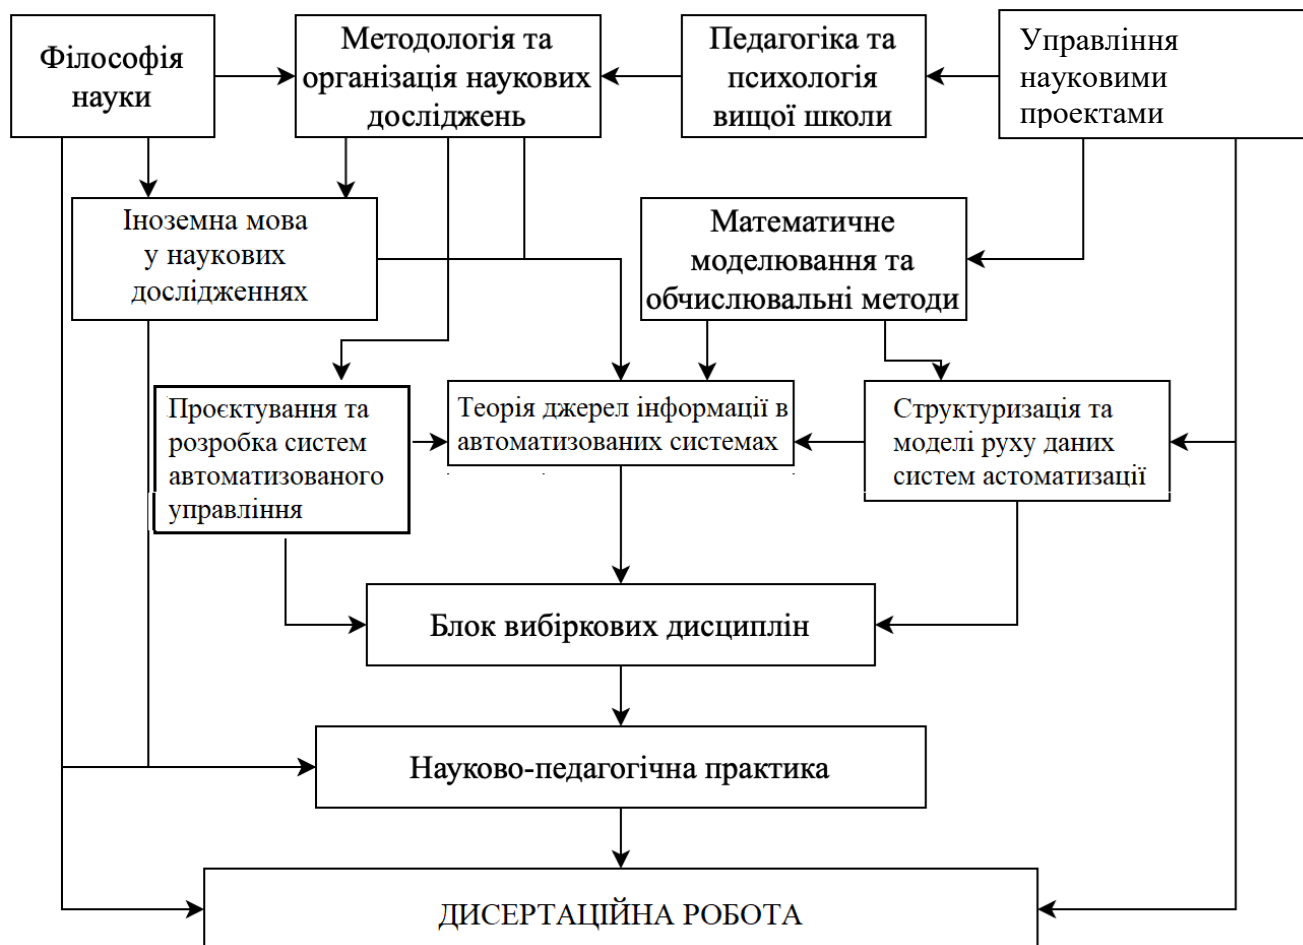 Філософія
науки
Методологія та
організація наукових
досліджень
Педагогіка та
психологія
вищої школи
Управління
науковими
проектами
Іноземна мова
у наукових
дослідженнях
Математичне
моделювання та
обчислювальні методи
Проєктування та
розробка систем
автоматизованого
управління
Теорія джерел інформації в
автоматизованих системах
Структуризація та
моделі руху даних
систем астоматизації
Блок вибіркових дисциплін
Науково-педагогічна практика
ДИСЕРТАЦІЙНА РОБОТА